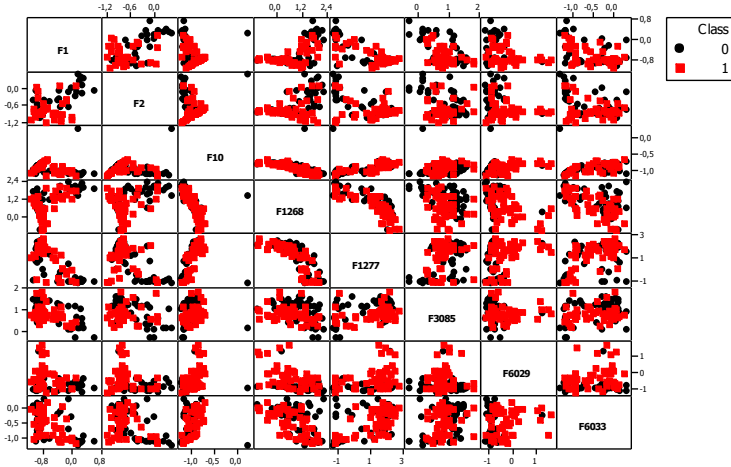 -1,2 -0,6 0,0 0,0 1,2 2,4 0 1 2 -1,0 -0,5 0,0
Class
0
1
F1
0,8
0,0
-0,8
0,0
-0,6
-1,2
F2
F10
0,0
-0,5
-1,0
2,4
1,2
0,0
F1268
F1277
3
1
-1
2
1
0
F3085
F6029
1
0
-1
0,0
-0,5
-1,0
F6033
-0,8 0,0 0,8 -1,0 -0,5 0,0 -1 1 3 -1 0 1